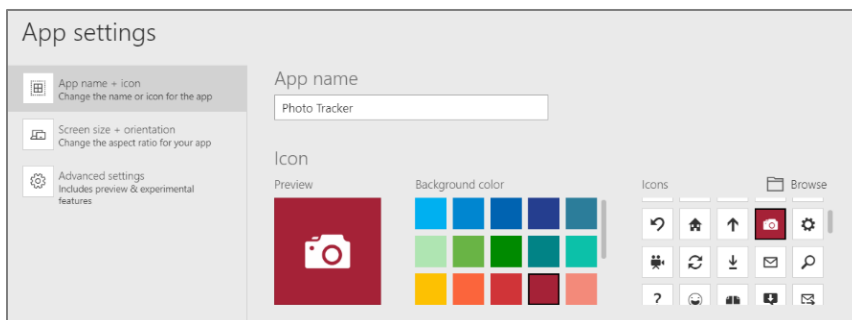 App settings
App name + icon
Change the name or icon for the app
Screen size + orientation
Change the aspect ratio for your app
Advanced settings
Includes preview & experimental
features
App name
Photo Tracker
Icon
Preview
Background color
Icons
Browse